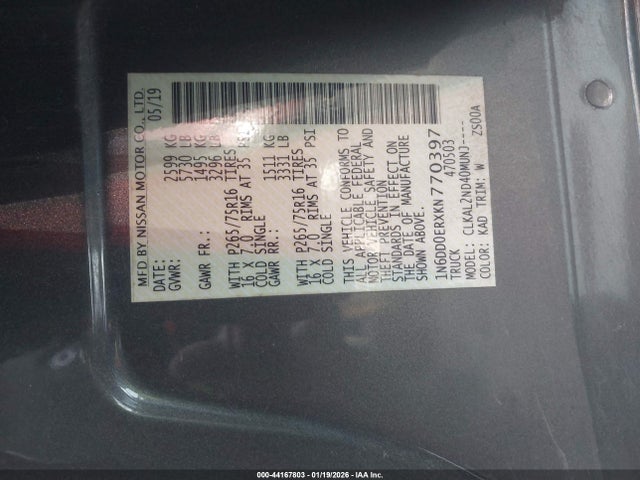 MFD BY NISSAN MOTOR CO., LTD.
DATE: 05/19
GVWR: 2599 KG
5730 LB
GAWR FR.: 1495 KG
3296 LB
WITH P265/75R16 TIRES
16 X 7.0 RIMS AT 35 PSI
COLD SINGLE
GAWR RR.: 1511 KG
3331 LB
WITH P265/75R16 TIRES
16 X 7.0 RIMS AT 35 PSI
COLD SINGLE
THIS VEHICLE CONFORMS TO
ALL APPLICABLE FEDERAL
MOTOR VEHICLE SAFETY AND
THEFT PREVENTION
STANDARDS IN EFFECT ON
THE DATE OF MANUFACTURE
SHOWN ABOVE.
1N6DD0ERXKN770397
TRUCK 470503
MODEL: CLKAL2ND40MUNJ----
COLOR: KAD TRIM: W ZS00A
000-44167803 - 01/19/2026 - IAA Inc.